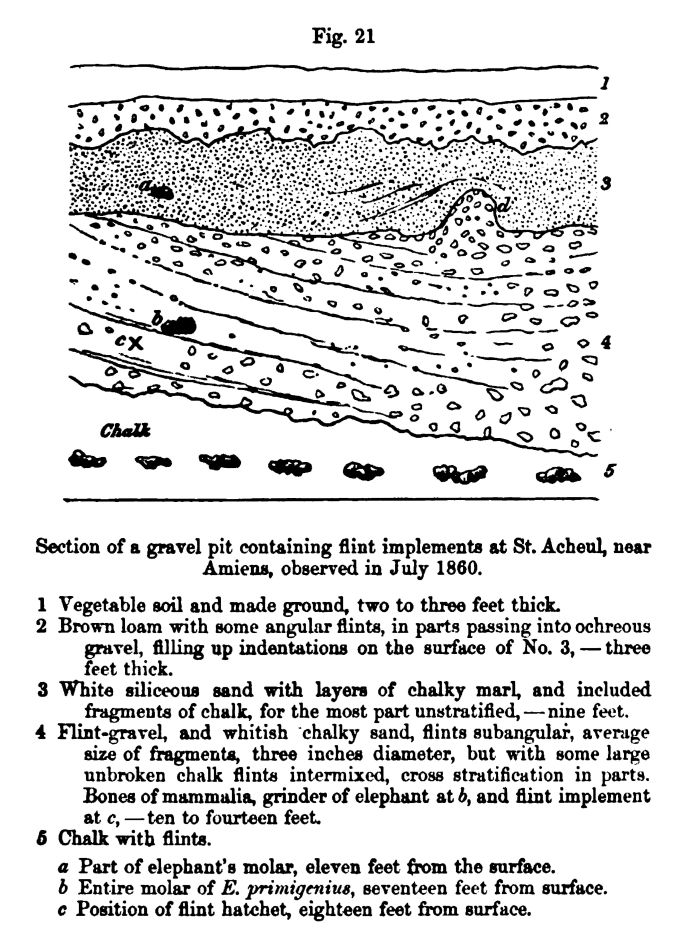 Fig. 21
1
2
a
3
d
b
c X
4
Chalk
5
Section of a gravel pit containing flint implements at St. Acheul, near
Amiens, observed in July 1860.
1 Vegetable soil and made ground, two to three feet thick.
2 Brown loam with some angular flints, in parts passing into ochreous
gravel, filling up indentations on the surface of No. 3, — three
feet thick.
3 White siliceous sand with layers of chalky marl, and included
fragments of chalk, for the most part unstratified, — nine feet.
4 Flint-gravel, and whitish chalky sand, flints subangular, average
size of fragments, three inches diameter, but with some large
unbroken chalk flints intermixed, cross stratification in parts.
Bones of mammalia, grinder of elephant at b, and flint implement
at c, — ten to fourteen feet.
5 Chalk with flints.
a Part of elephant's molar, eleven feet from the surface.
b Entire molar of E. primigenius, seventeen feet from surface.
c Position of flint hatchet, eighteen feet from surface.